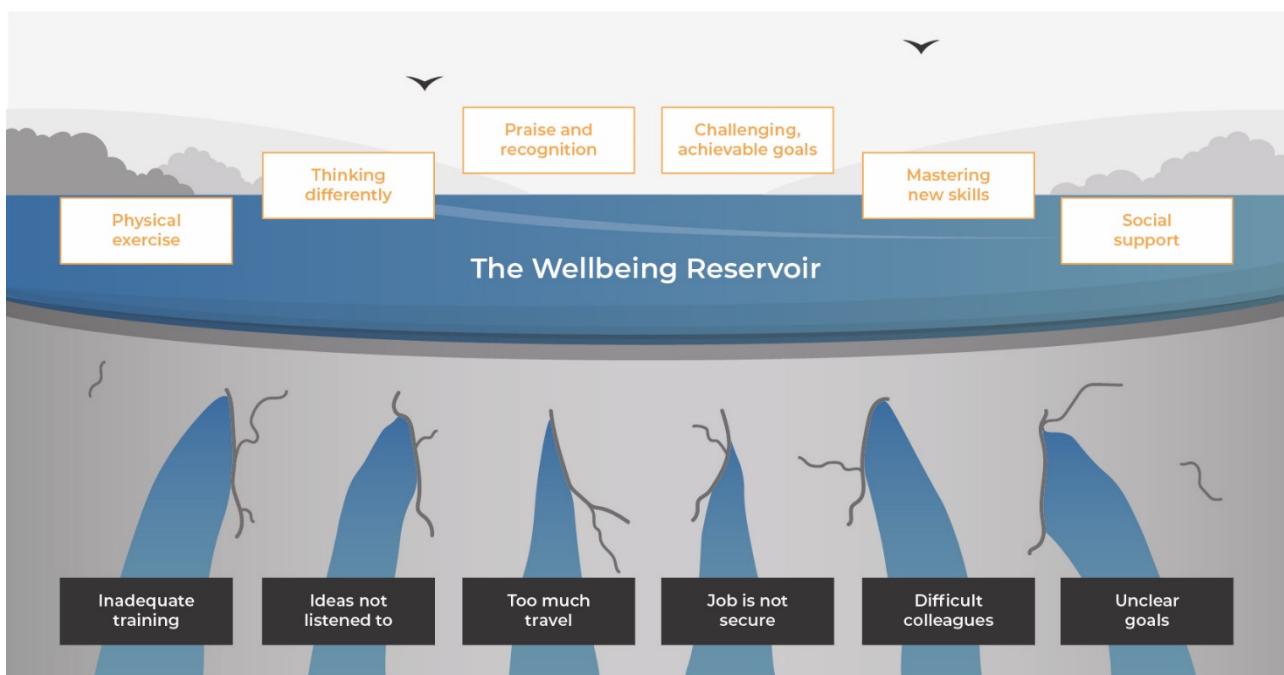 Praise and
recognition
Challenging,
achievable goals
Thinking
differently
Mastering
new skills
Physical
exercise
Social
support
The Wellbeing Reservoir
Inadequate
training
Ideas not
listened to
Too much
travel
Job is not
secure
Difficult
colleagues
Unclear
goals